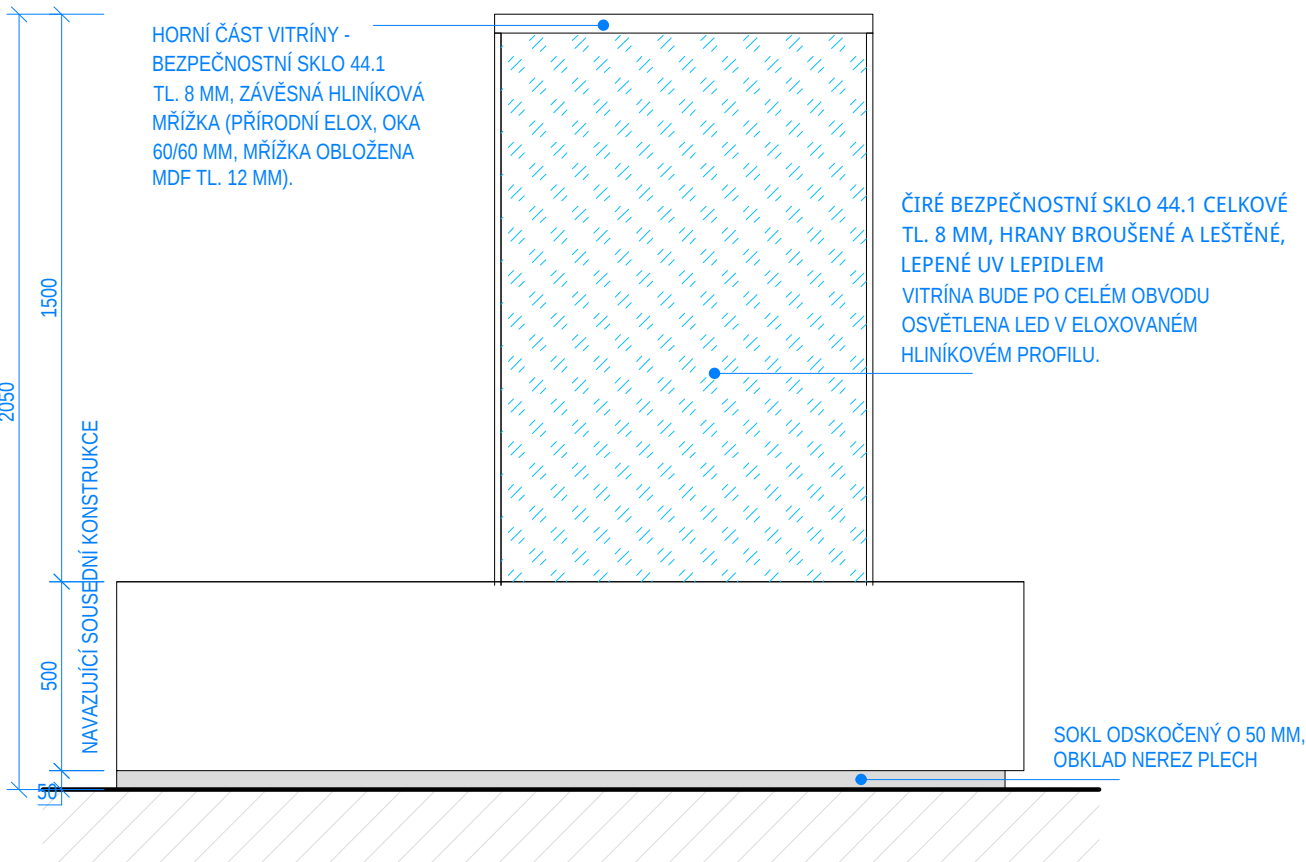 HORNÍ ČÁST VITRÍNY -
BEZPEČNOSTNÍ SKLO 44.1
TL. 8 MM, ZÁVĚSNÁ HLINÍKOVÁ
MŘÍŽKA (PŘÍRODNÍ ELOX, OKA
60/60 MM, MŘÍŽKA OBLOŽENA
MDF TL. 12 MM).
ČIRÉ BEZPEČNOSTNÍ SKLO 44.1 CELKOVÉ
TL. 8 MM, HRANY BROUŠENÉ A LEŠTĚNÉ,
LEPENÉ UV LEPIDLEM
VITRÍNA BUDE PO CELÉM OBVODU
OSVĚTLENA LED V ELOXOVANÉM
HLINÍKOVÉM PROFILU.
1500
2050
NAVAZUJÍCÍ SOUSEDNÍ KONSTRUKCE
500
SOKL ODSKOČENÝ O 50 MM,
OBKLAD NEREZ PLECH
50